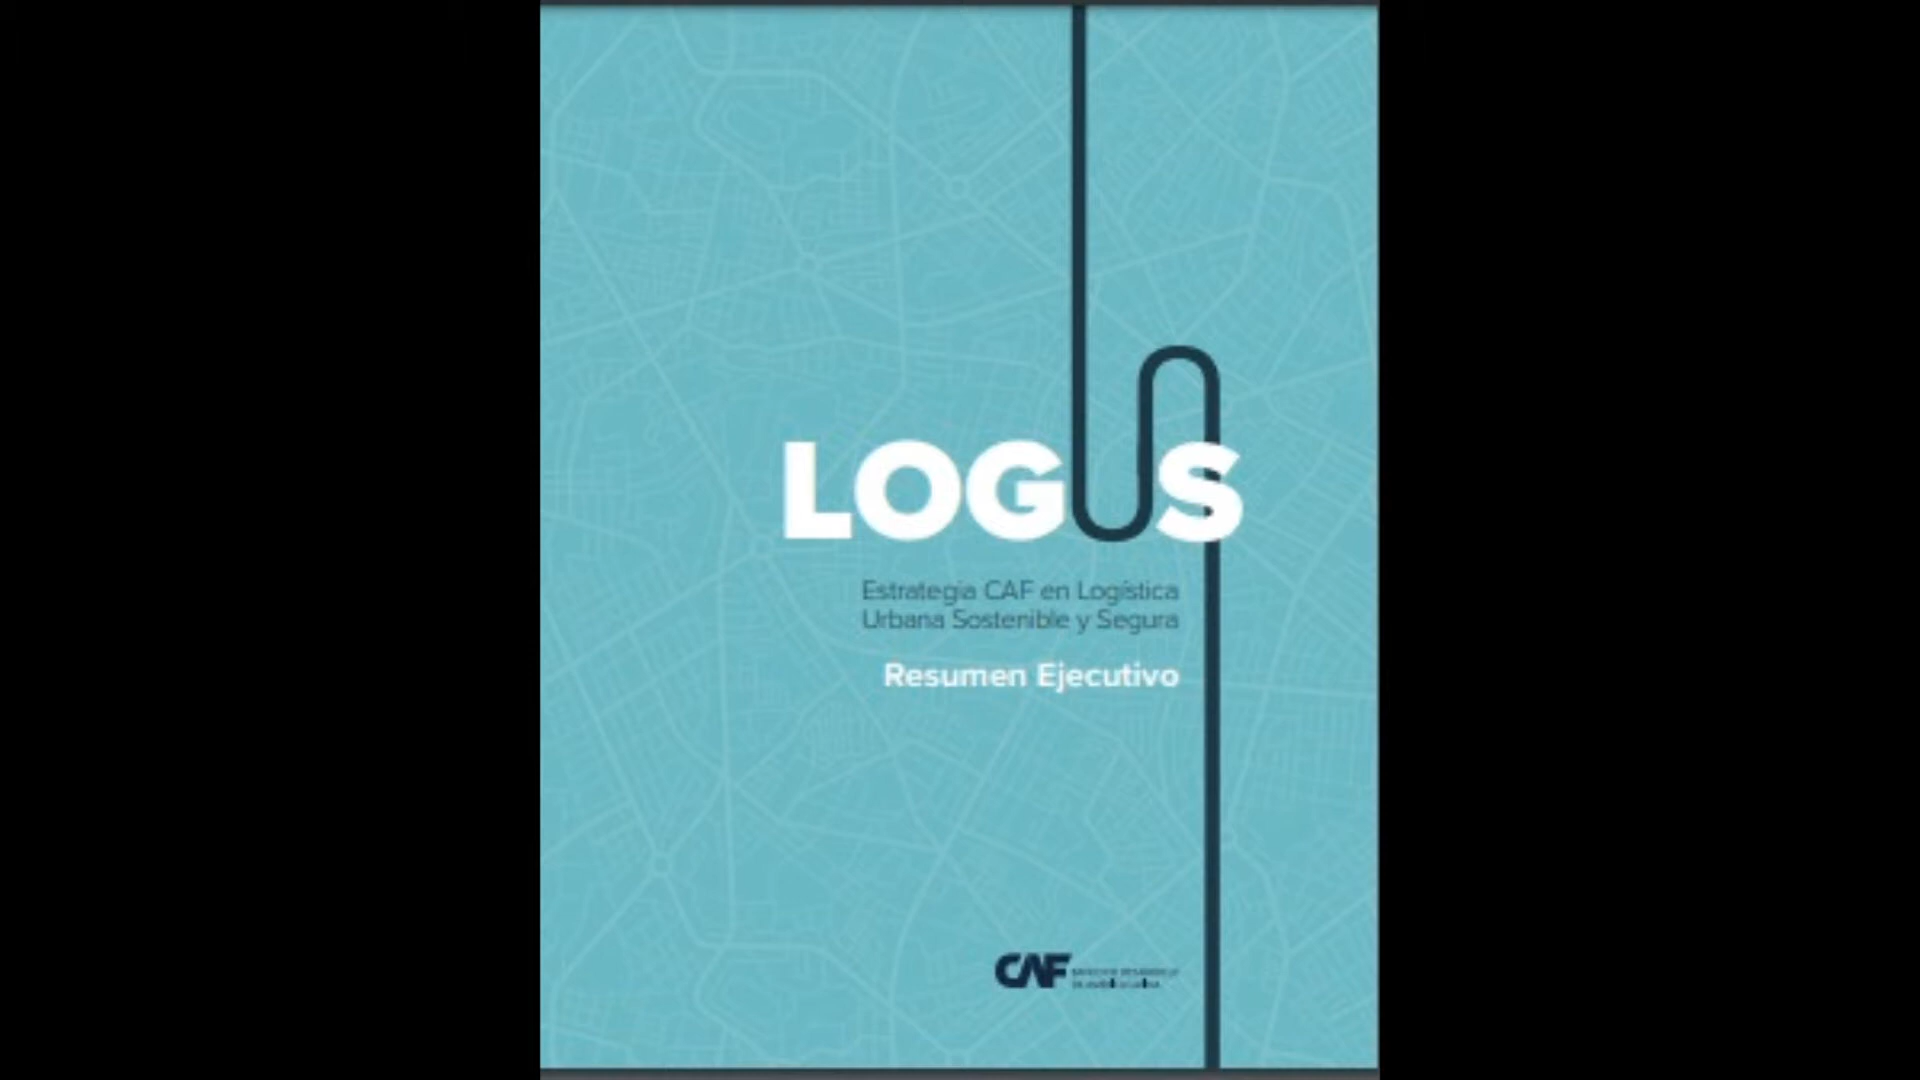 LOGUS
Estrategia CAF en Logística
Urbana Sostenible y Segura
Resumen Ejecutivo
CAF